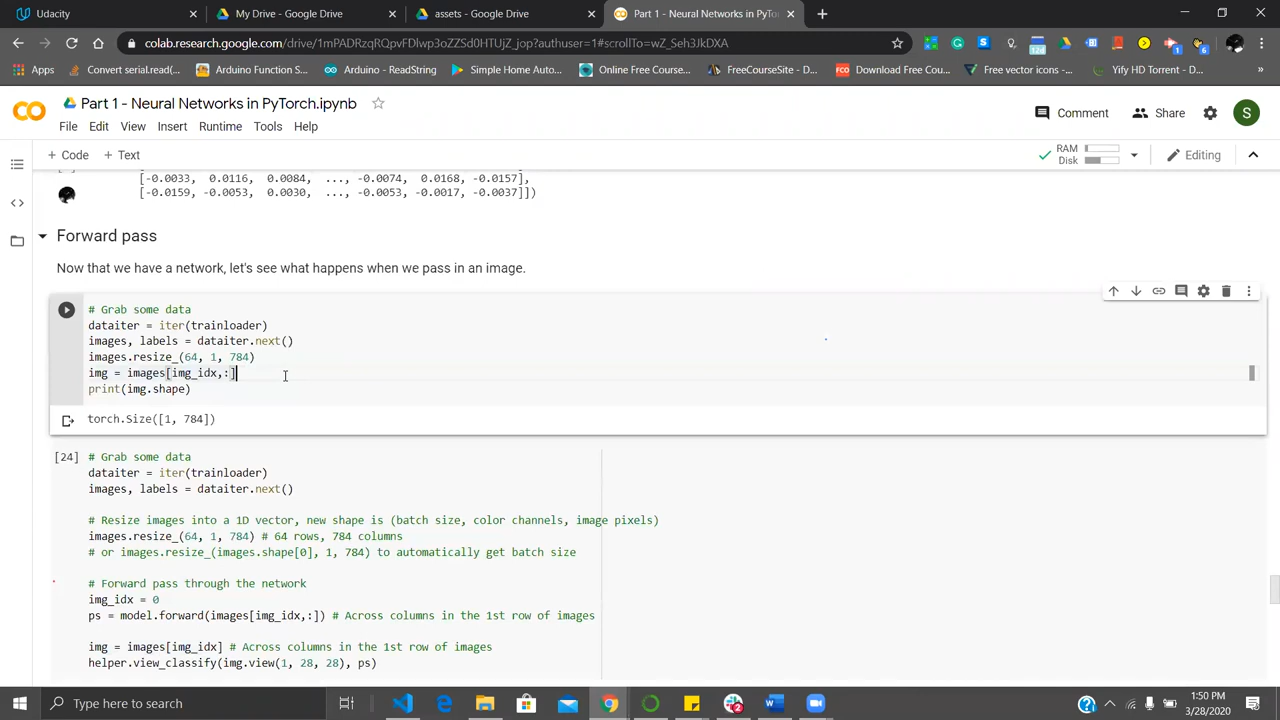 Udacity
My Drive - Google Drive
assets - Google Drive
Part 1 - Neural Networks in PyTo
colab.research.google.com/drive/1mPADRzqRQpvFDlwp3oZZSd0HTUjZ_jop?authuser=1#scrollTo=wZ_Seh3JkDXA
Apps
Convert serial.read(...
Arduino Function S...
Arduino - ReadString
Simple Home Auto...
Online Free Course...
FreeCourseSite - D...
Download Free Cou...
Free vector icons -...
Yify HD Torrent - D...
Part 1 - Neural Networks in PyTorch.ipynb
Comment
Share
S
File Edit View Insert Runtime Tools Help
+ Code + Text
RAM
Disk
Editing
[-0.0033, 0.0116, 0.0084, ..., -0.0074, 0.0168, -0.0157],
[-0.0159, -0.0053, 0.0030, ..., -0.0053, -0.0017, -0.0037]])
Forward pass
Now that we have a network, let's see what happens when we pass in an image.
# Grab some data
dataiter = iter(trainloader)
images, labels = dataiter.next()
images.resize_(64, 1, 784)
img = images[img_idx,:]
print(img.shape)
torch.Size([1, 784])
[24] # Grab some data
dataiter = iter(trainloader)
images, labels = dataiter.next()
# Resize images into a 1D vector, new shape is (batch size, color channels, image pixels)
images.resize_(64, 1, 784) # 64 rows, 784 columns
# or images.resize_(images.shape[0], 1, 784) to automatically get batch size
# Forward pass through the network
img_idx = 0
ps = model.forward(images[img_idx,:]) # Across columns in the 1st row of images
img = images[img_idx] # Across columns in the 1st row of images
helper.view_classify(img.view(1, 28, 28), ps)
Type here to search
1:50 PM
3/28/2020